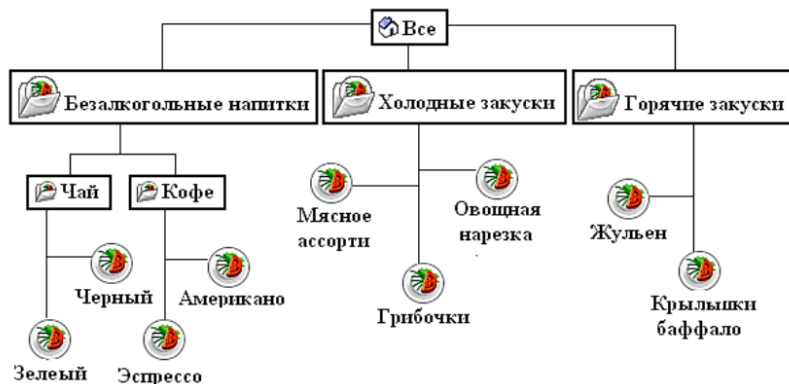 Все
Безалкогольные напитки
Холодные закуски
Горячие закуски
Чай
Кофе
Мясное
ассорти
Овощная
нарезка
Жульен
Черный
Американо
Грибочки
Крылышки
баффало
Зелеый
Эспрессо